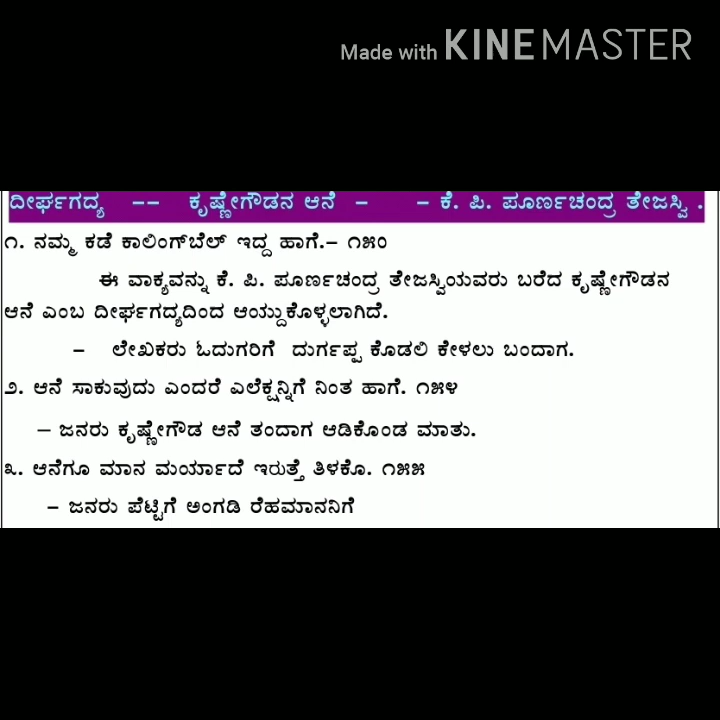 Made with KINEMASTER
ದೀರ್ಘಗದ್ಯ -- ಕೃಷ್ಣೇಗೌಡನ ಆನೆ - - ಕೆ. ಪಿ. ಪೂರ್ಣಚಂದ್ರ ತೇಜಸ್ವಿ .
೧. ನಮ್ಮ ಕಡೆ ಕಾಲಿಂಗ್‌ಬೆಲ್ ಇದ್ದ ಹಾಗೆ.– ೧೫೦
ಈ ವಾಕ್ಯವನ್ನು ಕೆ. ಪಿ. ಪೂರ್ಣಚಂದ್ರ ತೇಜಸ್ವಿಯವರು ಬರೆದ ಕೃಷ್ಣೇಗೌಡನ
ಆನೆ ಎಂಬ ದೀರ್ಘಗದ್ಯದಿಂದ ಆಯ್ದುಕೊಳ್ಳಲಾಗಿದೆ.
– ಲೇಖಕರು ಓದುಗರಿಗೆ ದುರ್ಗಪ್ಪ ಕೊಡಲಿ ಕೇಳಲು ಬಂದಾಗ.
೨. ಆನೆ ಸಾಕುವುದು ಎಂದರೆ ಎಲೆಕ್ಷನ್ನಿಗೆ ನಿಂತ ಹಾಗೆ. ೧೫೪
– ಜನರು ಕೃಷ್ಣೇಗೌಡ ಆನೆ ತಂದಾಗ ಆಡಿಕೊಂಡ ಮಾತು.
೩. ಆನೆಗೂ ಮಾನ ಮರ್ಯಾದೆ ಇರುತ್ತೆ ತಿಳಕೊ. ೧೫೫
– ಜನರು ಪೆಟ್ಟಿಗೆ ಅಂಗಡಿ ರೆಹಮಾನನಿಗೆ